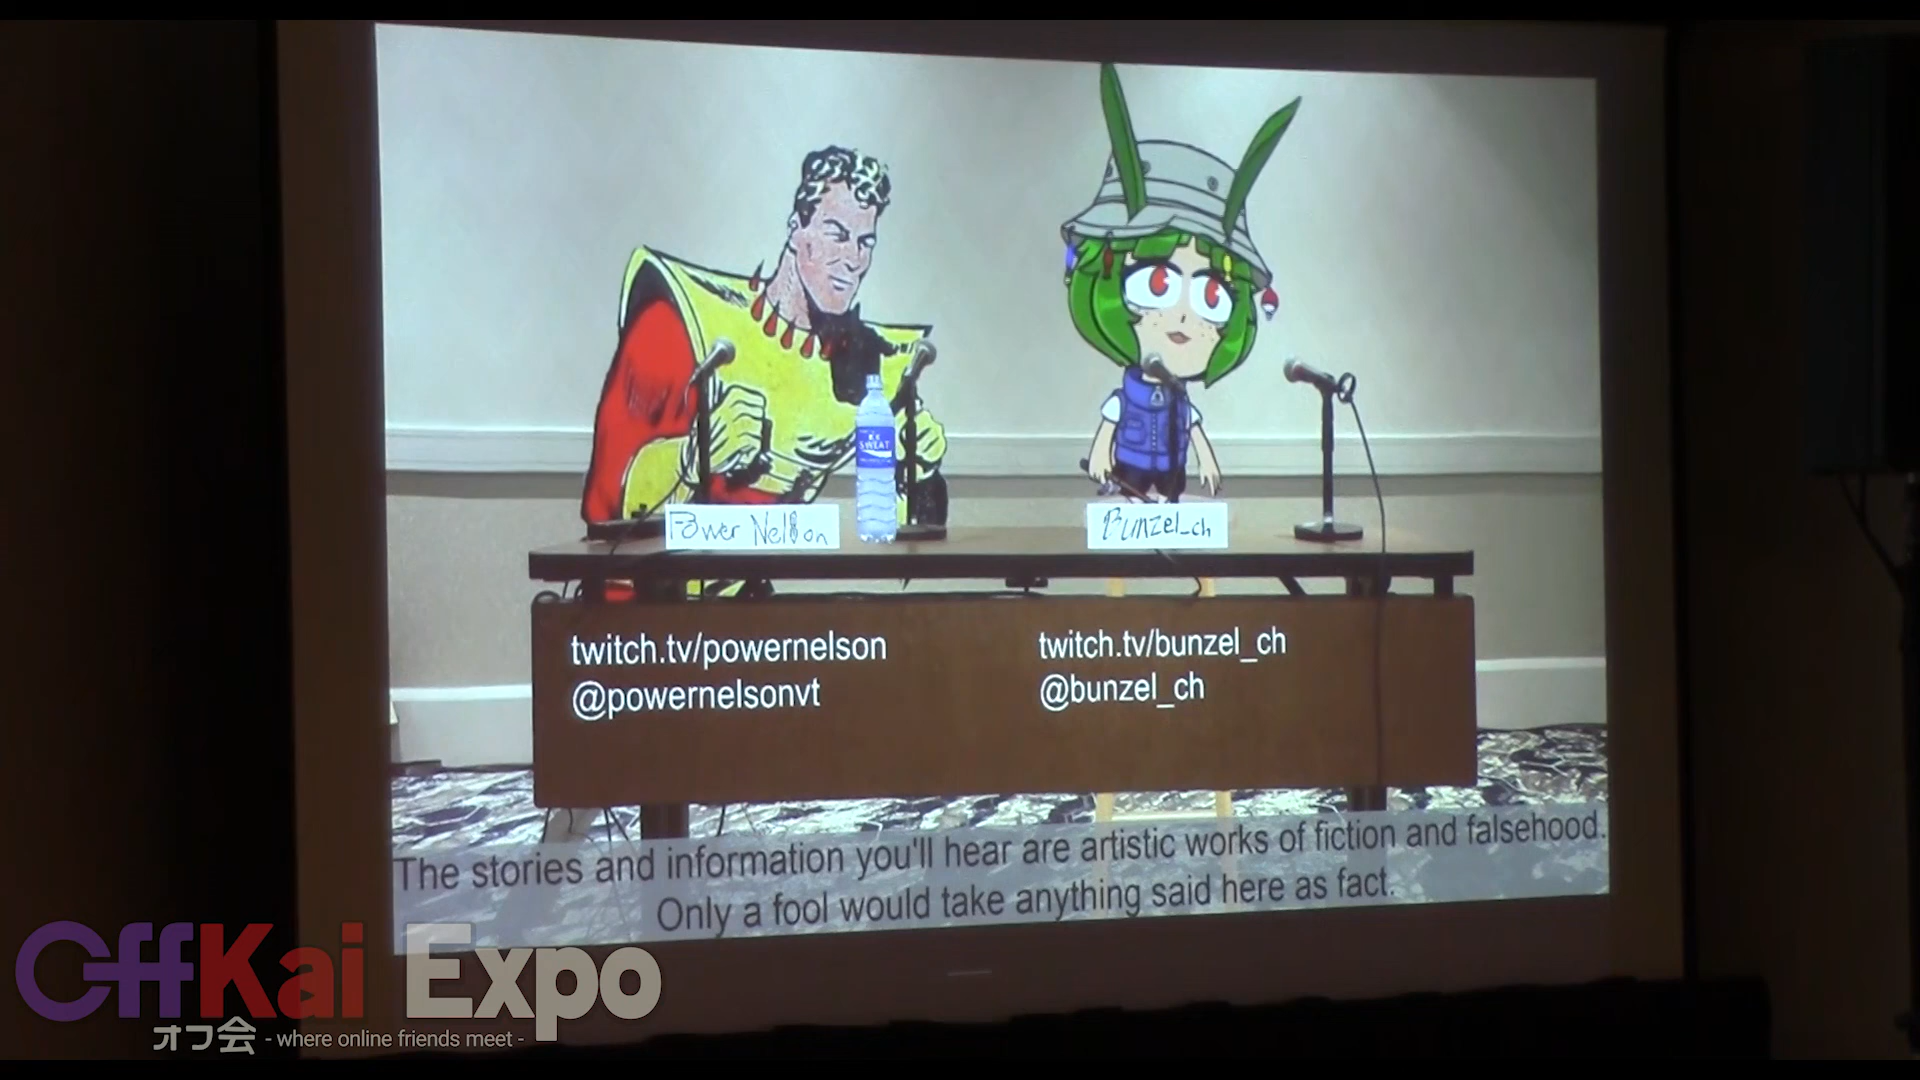 SWEAT
Power Nelson
Bunzel_ch
twitch.tv/powernelson
@powernelsonvt
twitch.tv/bunzel_ch
@bunzel_ch
The stories and information you'll hear are artistic works of fiction and falsehood.
Only a fool would take anything said here as fact.
OffKai Expo
オフ会 - where online friends meet -